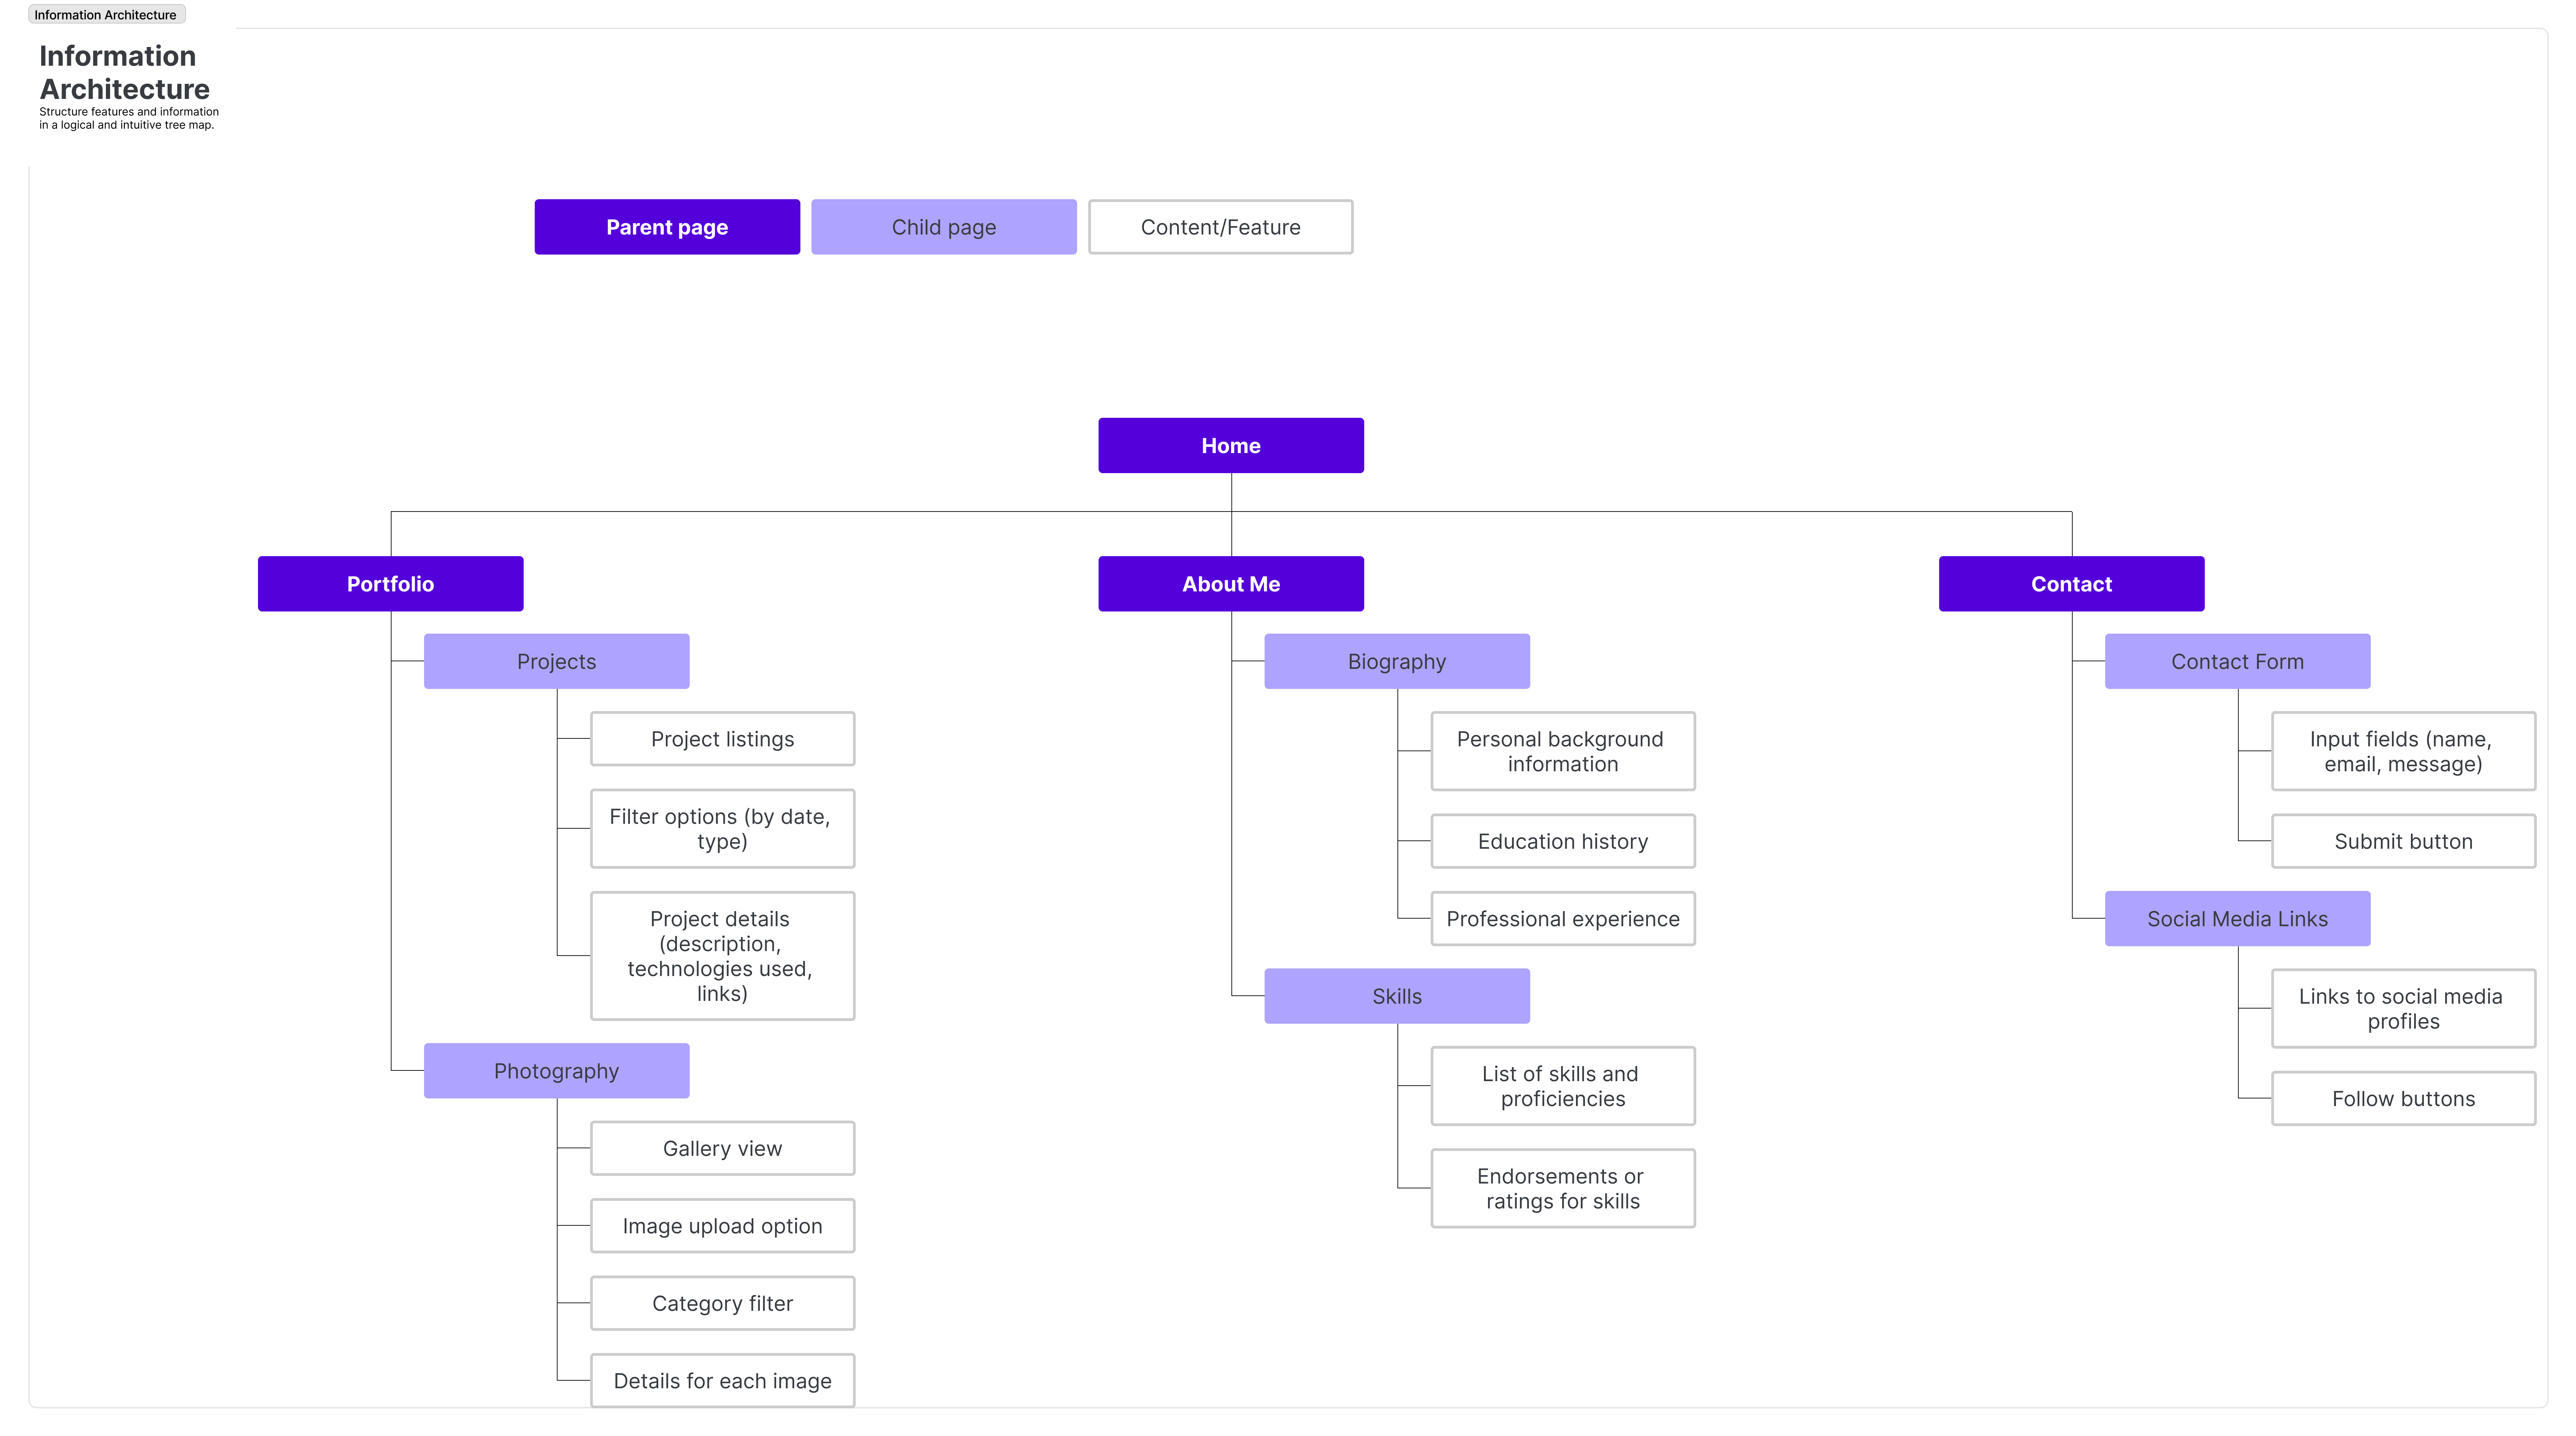 Information Architecture
Information
Architecture
Structure features and information
in a logical and intuitive tree map.
Parent page
Child page
Content/Feature
Home
Portfolio
Projects
Project listings
Filter options (by date,
type)
Project details
(description,
technologies used,
links)
Photography
Gallery view
Image upload option
Category filter
Details for each image
About Me
Biography
Personal background
information
Education history
Professional experience
Skills
List of skills and
proficiencies
Endorsements or
ratings for skills
Contact
Contact Form
Input fields (name,
email, message)
Submit button
Social Media Links
Links to social media
profiles
Follow buttons